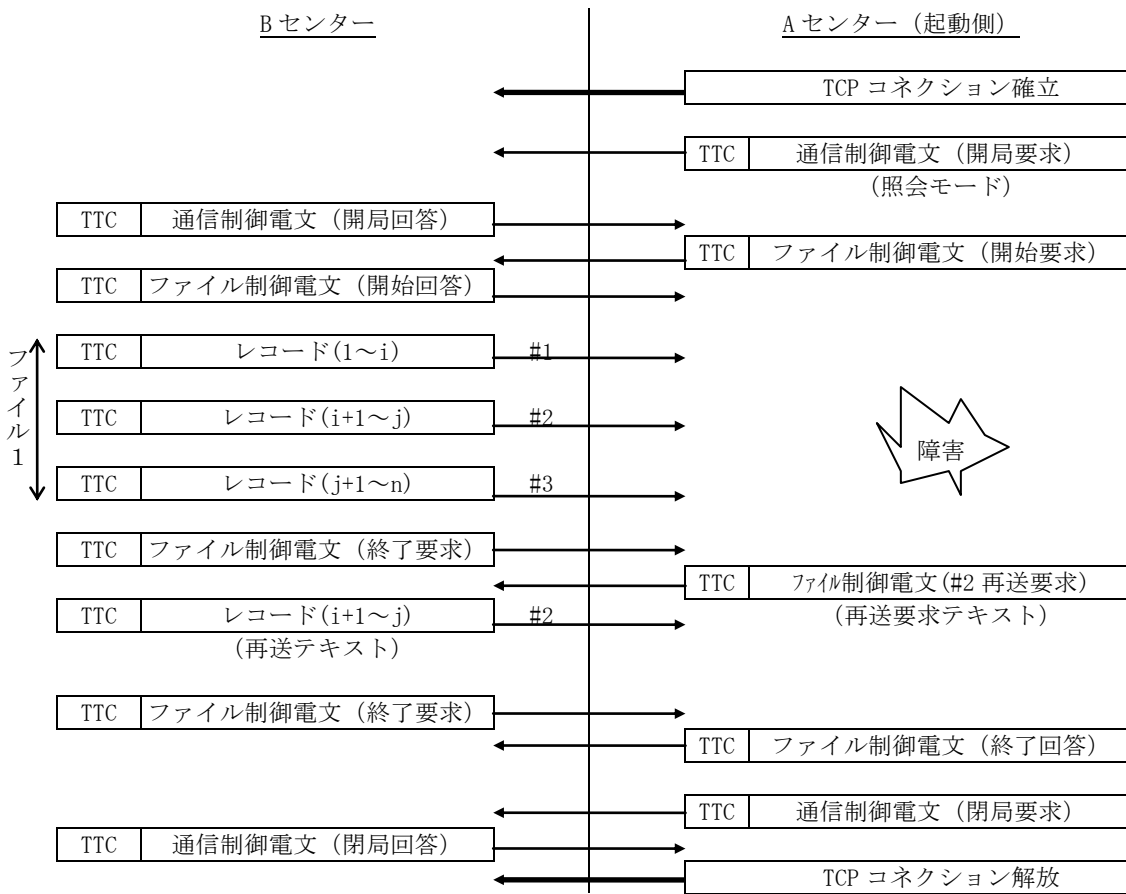 Bセンター
Aセンター（起動側）
TCPコネクション確立
TTC 通信制御電文（開局要求）
(照会モード)
TTC 通信制御電文（開局回答）
TTC ファイル制御電文（開始要求）
TTC ファイル制御電文（開始回答）
ファイル1
TTC レコード(1～i) #1
TTC レコード(i+1～j) #2
障害
TTC レコード(j+1～n) #3
TTC ファイル制御電文（終了要求）
TTC ﾌｧｲﾙ制御電文(#2再送要求)
(再送要求テキスト)
TTC レコード(i+1～j) #2
(再送テキスト)
TTC ファイル制御電文（終了要求）
TTC ファイル制御電文（終了回答）
TTC 通信制御電文（閉局要求）
TTC 通信制御電文（閉局回答）
TCPコネクション解放